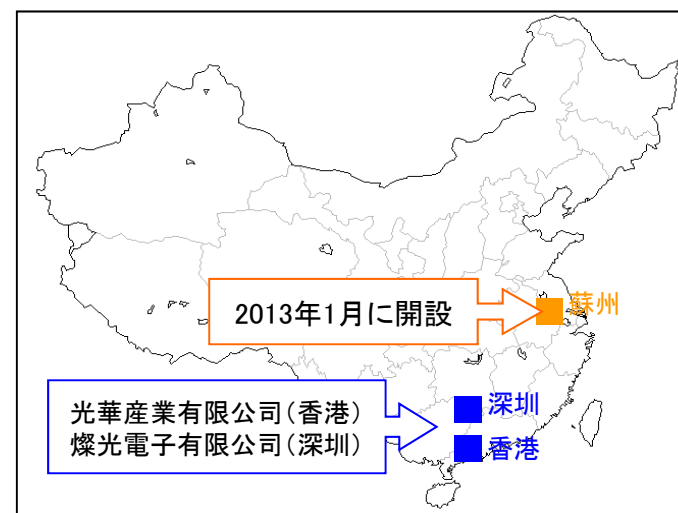 2013年1月に開設
蘇州
光華産業有限公司(香港)
燦光電子有限公司(深圳)
深圳
香港